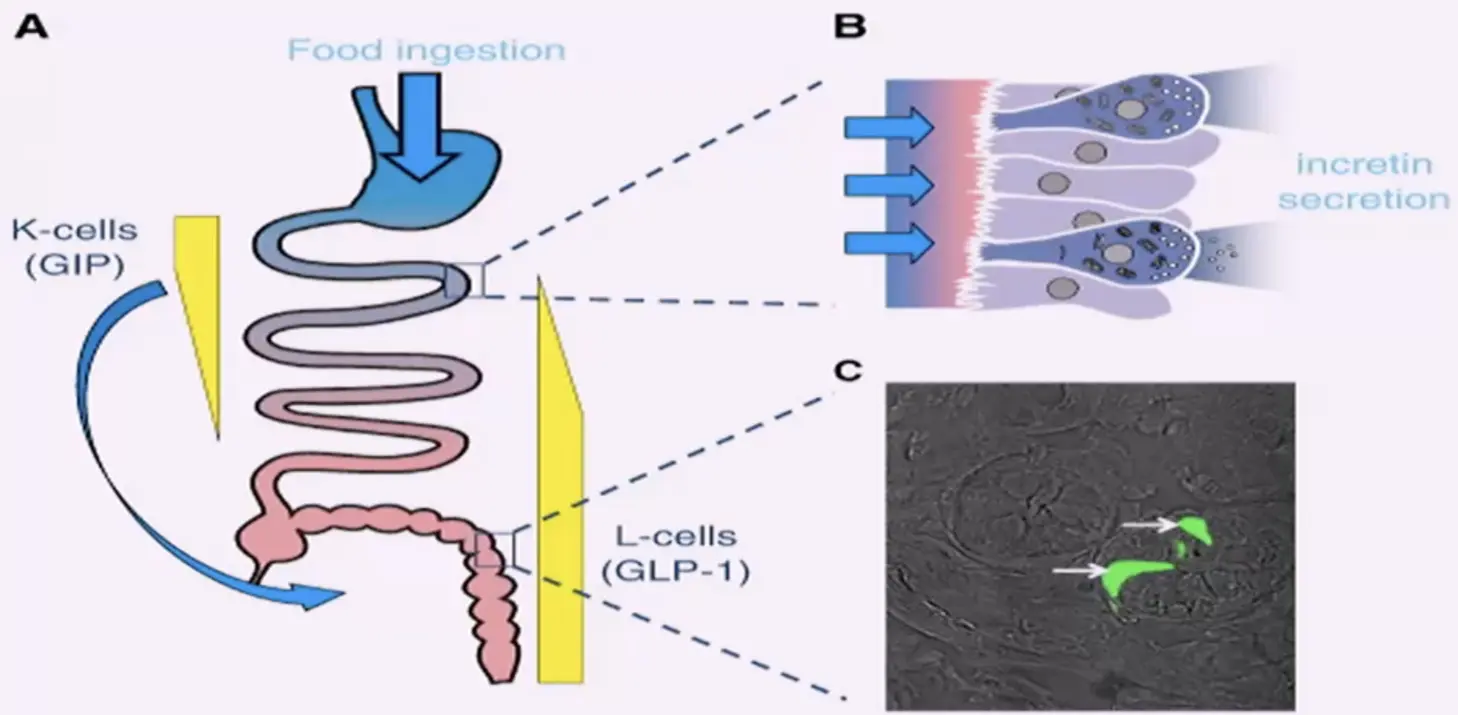 A
Food ingestion
K-cells
(GIP)
L-cells
(GLP-1)
B
incretin
secretion
C